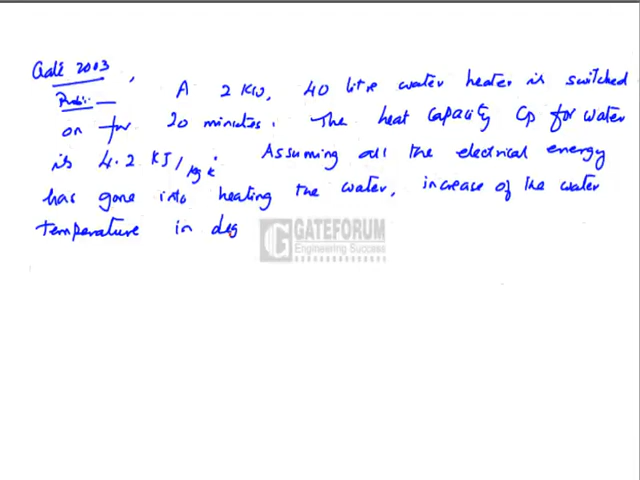 Gate 2003,
Prob:- A 2 KW, 40 litre water heater is switched
on for 20 minutes. The heat capacity Cp for water
is 4.2 KJ/kg k. Assuming all the electrical energy
has gone into heating the water, increase of the water
temperature in deg
GATEFORUM
Engineering Success